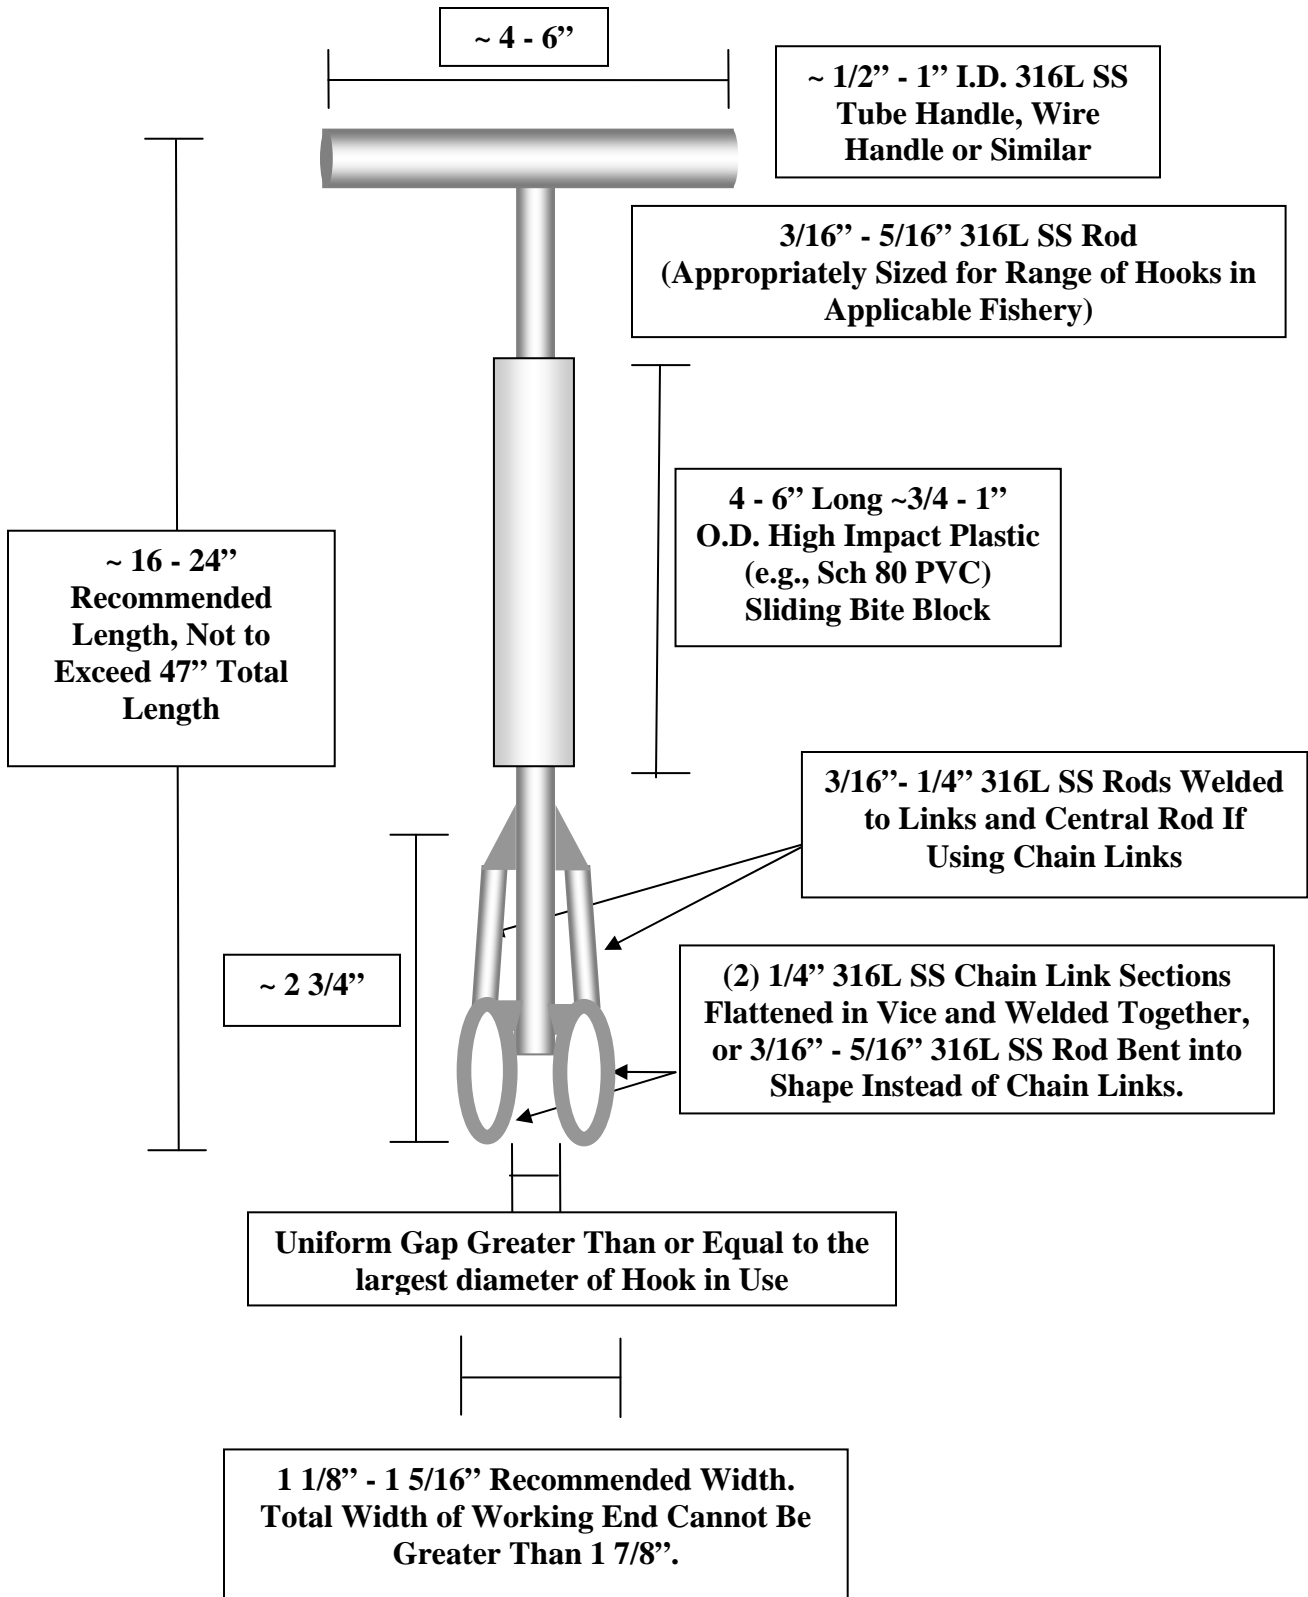 ~ 4 - 6”
~ 1/2” - 1” I.D. 316L SS
Tube Handle, Wire
Handle or Similar
3/16” - 5/16” 316L SS Rod
(Appropriately Sized for Range of Hooks in
Applicable Fishery)
4 - 6” Long ~3/4 - 1”
O.D. High Impact Plastic
(e.g., Sch 80 PVC)
Sliding Bite Block
~ 16 - 24”
Recommended
Length, Not to
Exceed 47” Total
Length
3/16”- 1/4” 316L SS Rods Welded
to Links and Central Rod If
Using Chain Links
~ 2 3/4”
(2) 1/4” 316L SS Chain Link Sections
Flattened in Vice and Welded Together,
or 3/16” - 5/16” 316L SS Rod Bent into
Shape Instead of Chain Links.
Uniform Gap Greater Than or Equal to the
largest diameter of Hook in Use
1 1/8” - 1 5/16” Recommended Width.
Total Width of Working End Cannot Be
Greater Than 1 7/8”.